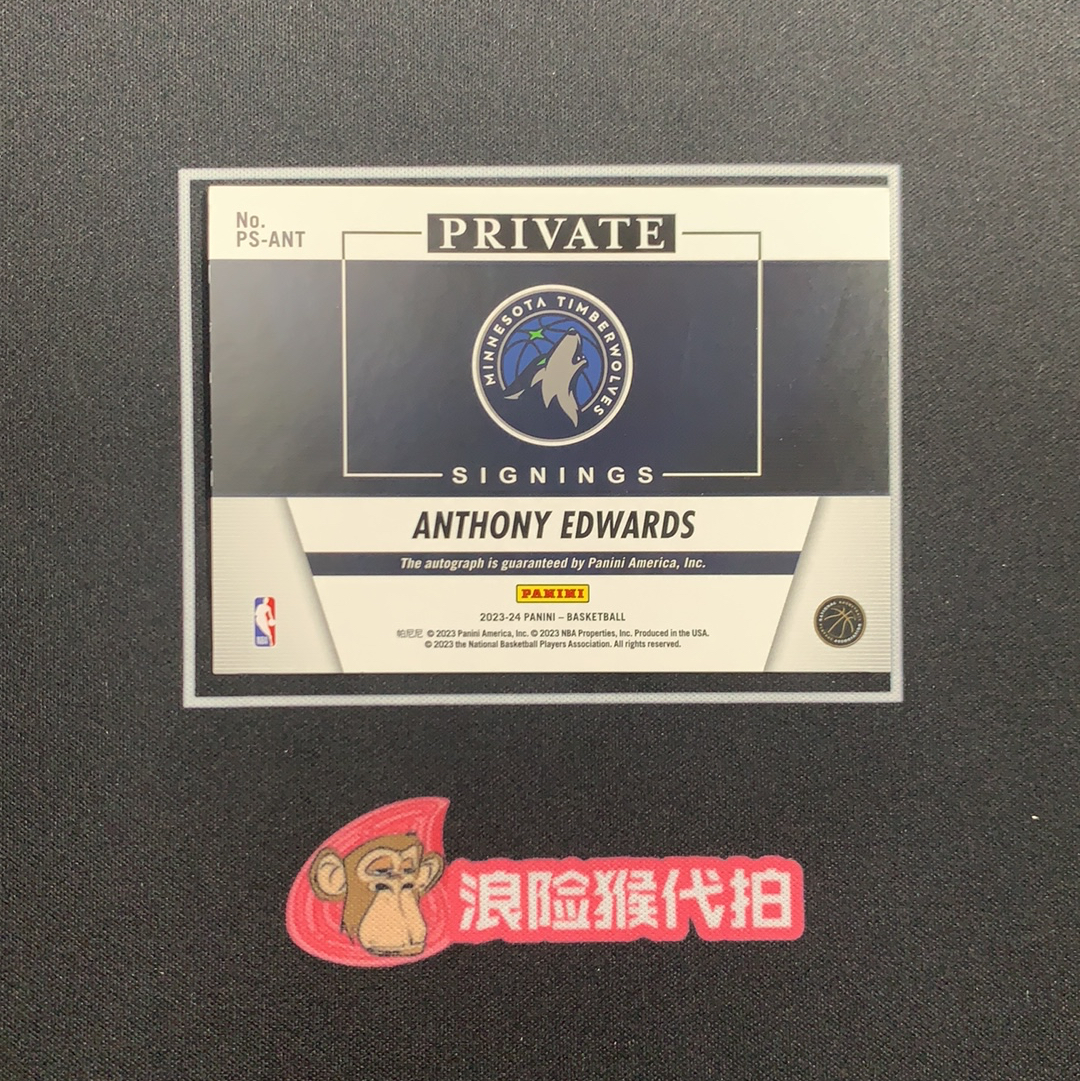 No.
PS-ANT
PRIVATE
MINNESOTA TIMBERWOLVES
SIGNINGS
ANTHONY EDWARDS
The autograph is guaranteed by Panini America, Inc.
PANINI
2023-24 PANINI – BASKETBALL
帕尼尼 © 2023 Panini America, Inc. © 2023 NBA Properties, Inc. Produced in the USA.
© 2023 the National Basketball Players Association. All rights reserved.
浪险猴代拍